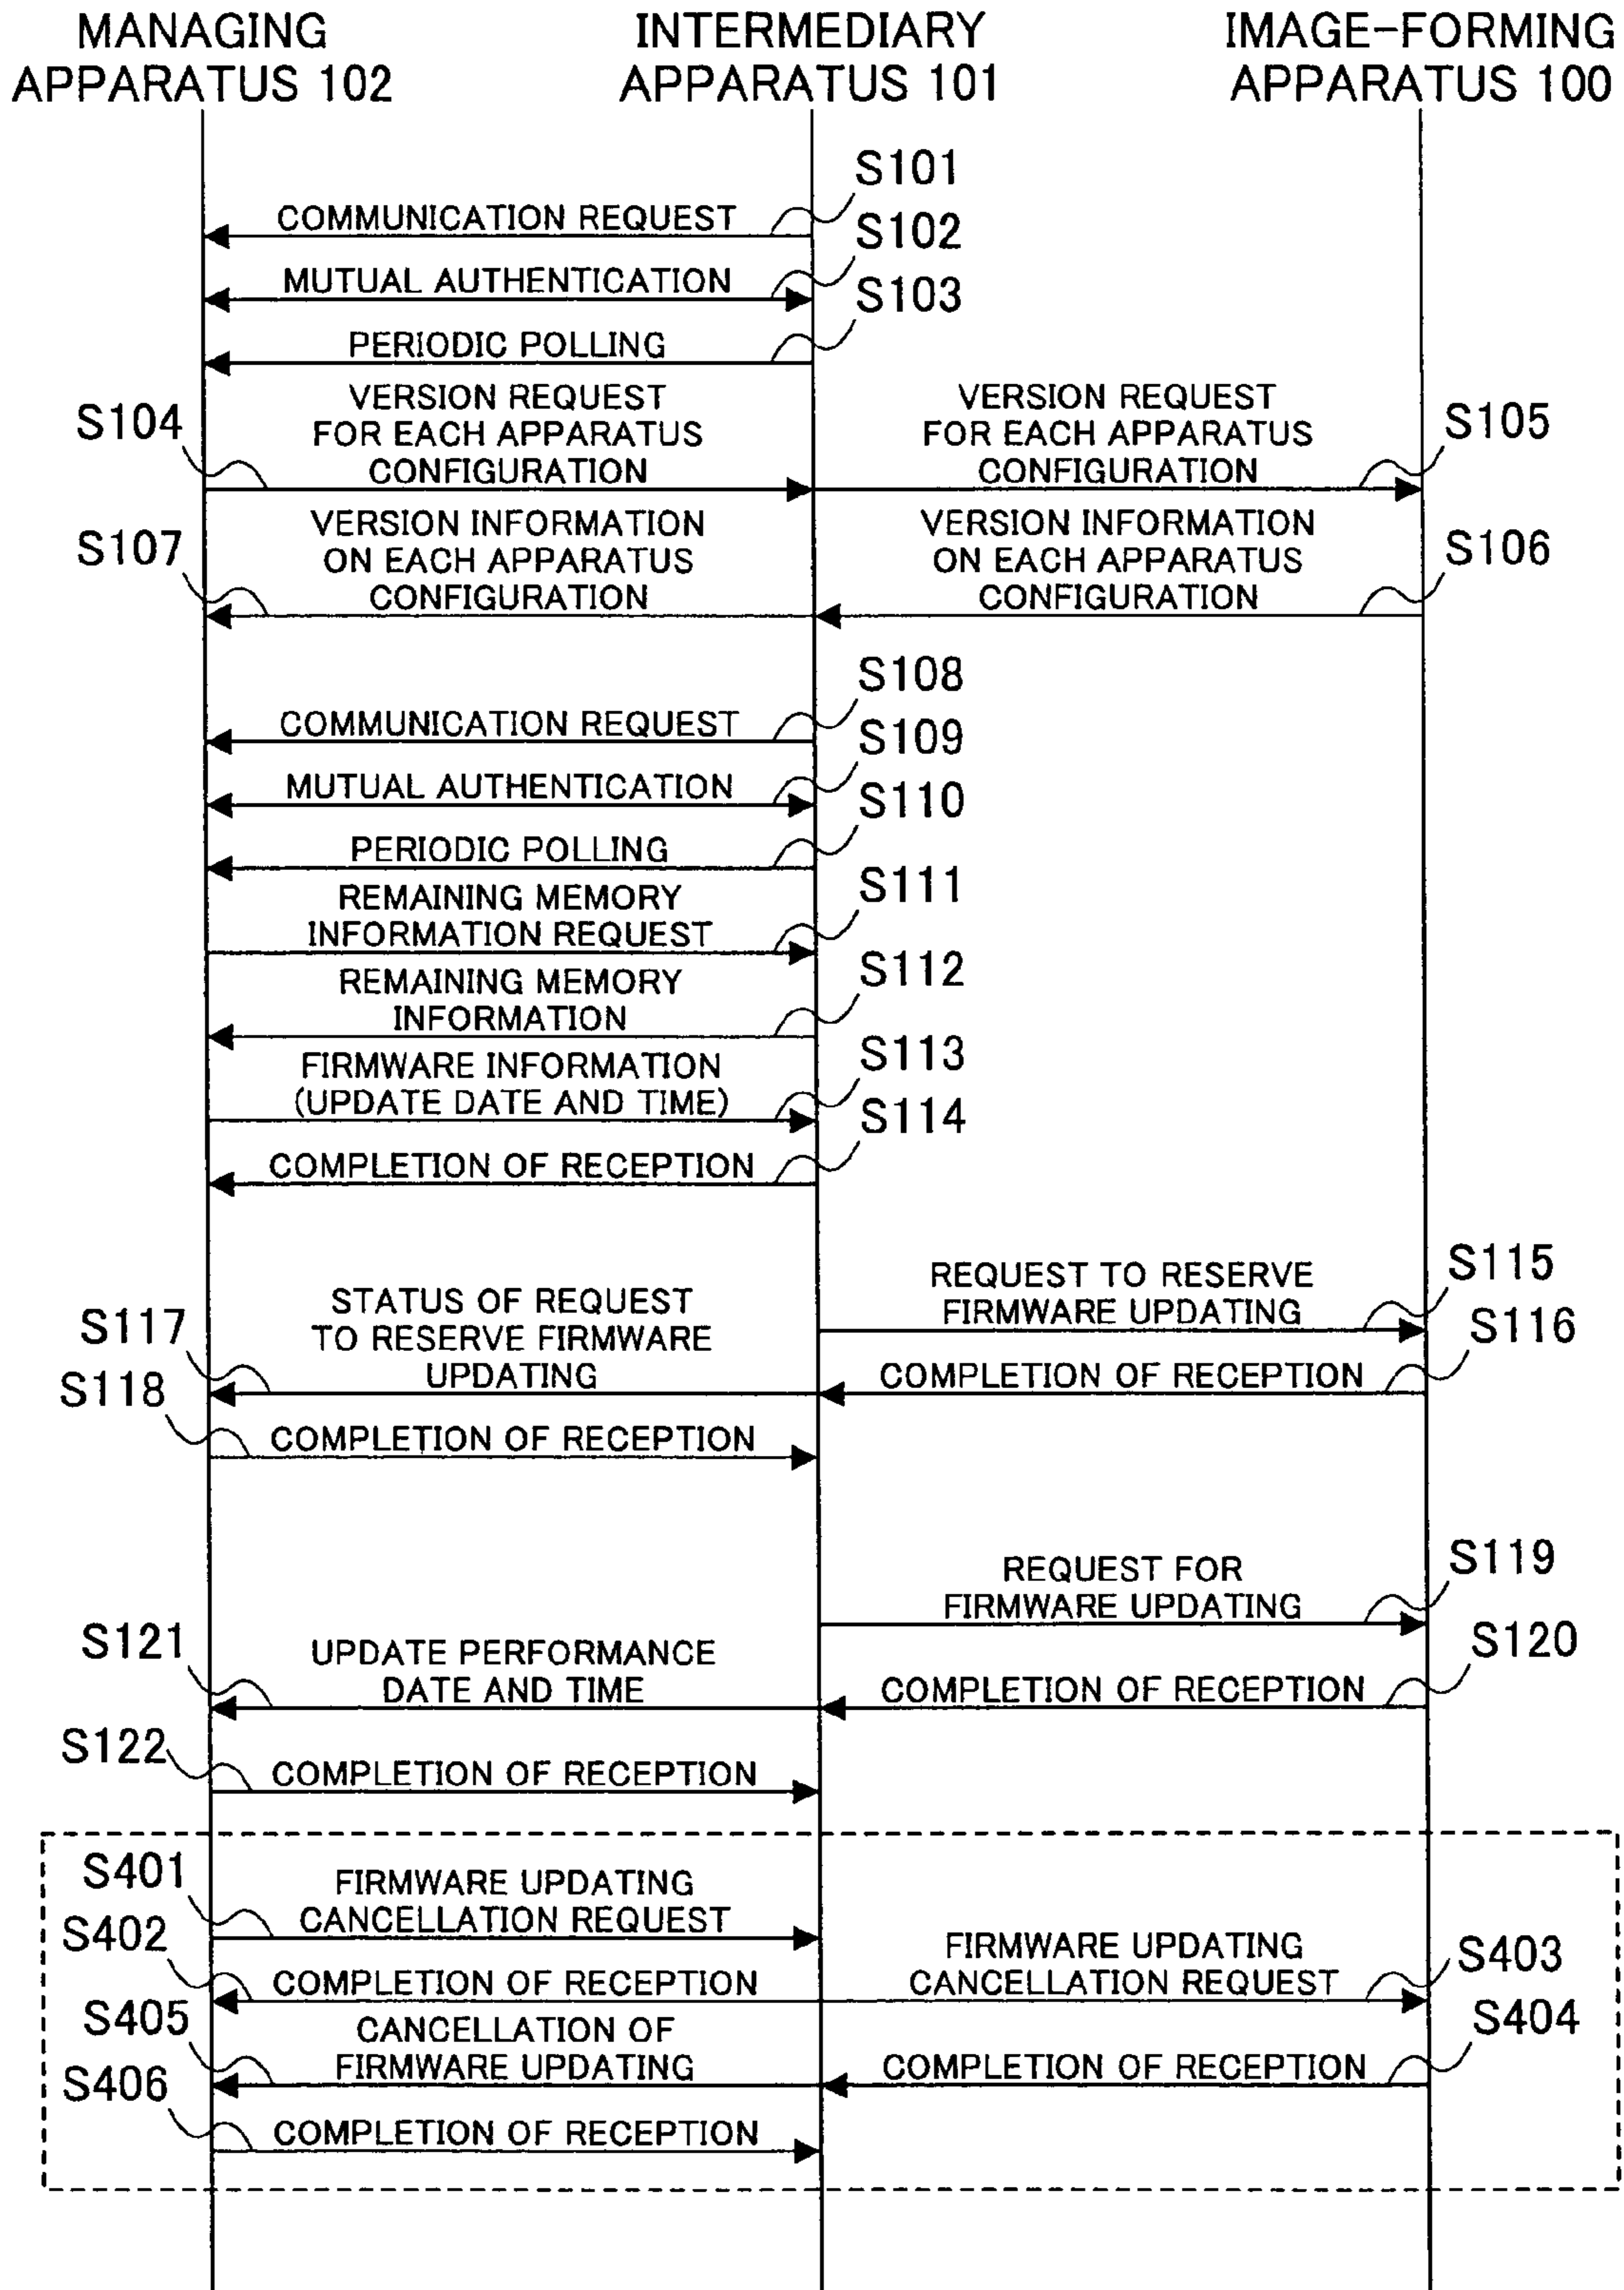 MANAGING
APPARATUS 102
INTERMEDIARY
APPARATUS 101
IMAGE-FORMING
APPARATUS 100
S101
COMMUNICATION REQUEST
S102
MUTUAL AUTHENTICATION
S103
PERIODIC POLLING
S104
VERSION REQUEST
FOR EACH APPARATUS
CONFIGURATION
VERSION REQUEST
FOR EACH APPARATUS
CONFIGURATION
S105
S107
VERSION INFORMATION
ON EACH APPARATUS
CONFIGURATION
VERSION INFORMATION
ON EACH APPARATUS
CONFIGURATION
S106
S108
COMMUNICATION REQUEST
S109
MUTUAL AUTHENTICATION
S110
PERIODIC POLLING
S111
REMAINING MEMORY
INFORMATION REQUEST
S112
REMAINING MEMORY
INFORMATION
S113
FIRMWARE INFORMATION
(UPDATE DATE AND TIME)
S114
COMPLETION OF RECEPTION
REQUEST TO RESERVE
FIRMWARE UPDATING
S115
S117
STATUS OF REQUEST
TO RESERVE FIRMWARE
UPDATING
COMPLETION OF RECEPTION
S116
S118
COMPLETION OF RECEPTION
REQUEST FOR
FIRMWARE UPDATING
S119
S121
UPDATE PERFORMANCE
DATE AND TIME
COMPLETION OF RECEPTION
S120
S122
COMPLETION OF RECEPTION
S401
FIRMWARE UPDATING
CANCELLATION REQUEST
S402
COMPLETION OF RECEPTION
FIRMWARE UPDATING
CANCELLATION REQUEST
S403
S405
CANCELLATION OF
FIRMWARE UPDATING
COMPLETION OF RECEPTION
S404
S406
COMPLETION OF RECEPTION